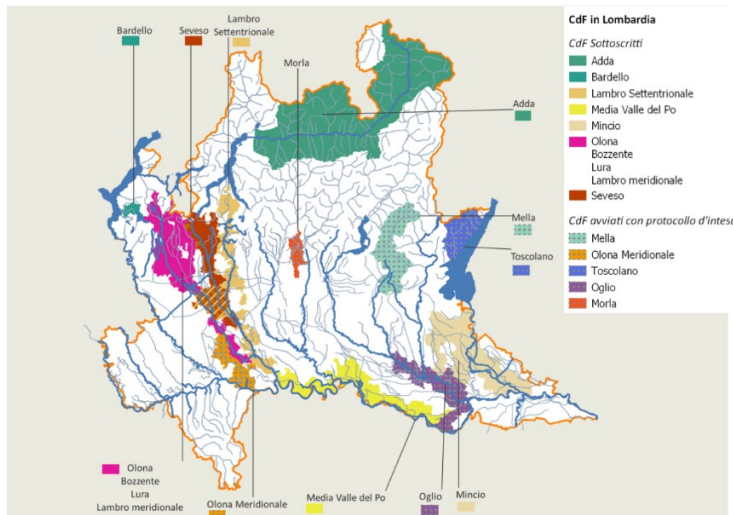 Lambro
Settentrionale
Bardello
Seveso
Morla
Adda
Mella
Toscolano
Olona
Bozzente
Lura
Lambro meridionale
Olona Meridionale
Media Valle del Po
Oglio
Mincio
CdF in Lombardia
CdF Sottoscritti
Adda
Bardello
Lambro Settentrionale
Media Valle del Po
Mincio
Olona
Bozzente
Lura
Lambro meridionale
Seveso
CdF avviati con protocollo d'intesa
Mella
Olona Meridionale
Toscolano
Oglio
Morla